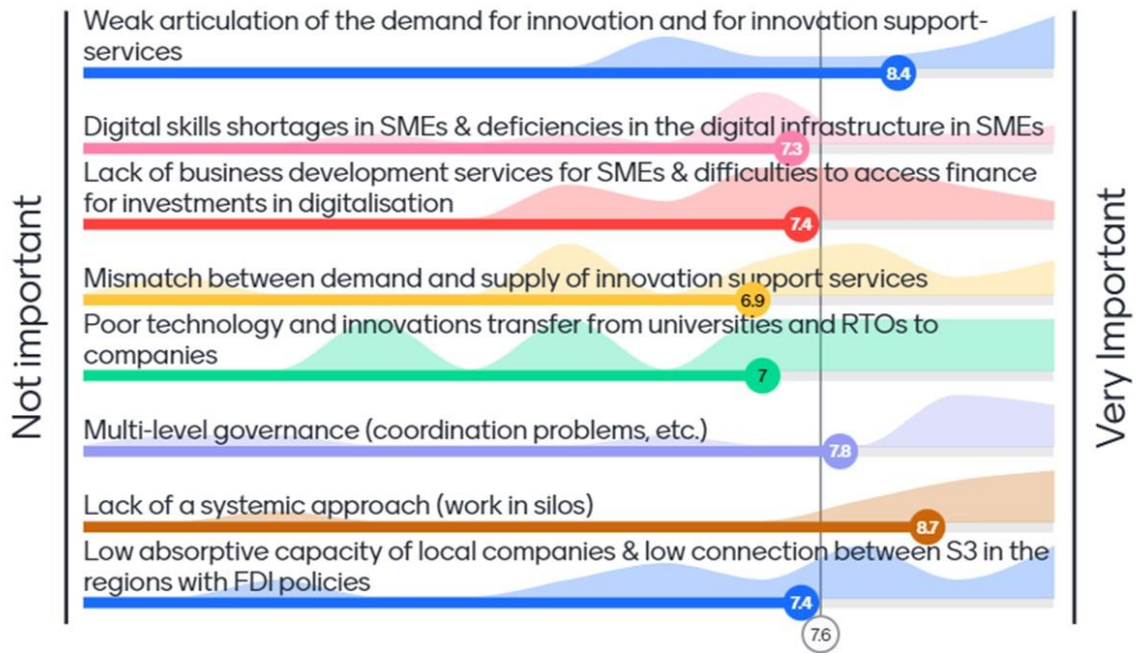 Not important
Very Important
Weak articulation of the demand for innovation and for innovation support-
services
8.4
Digital skills shortages in SMEs & deficiencies in the digital infrastructure in SMEs
7.3
Lack of business development services for SMEs & difficulties to access finance
for investments in digitalisation
7.4
Mismatch between demand and supply of innovation support services
6.9
Poor technology and innovations transfer from universities and RTOs to
companies
7
Multi-level governance (coordination problems, etc.)
7.8
Lack of a systemic approach (work in silos)
8.7
Low absorptive capacity of local companies & low connection between S3 in the
regions with FDI policies
7.4
7.6